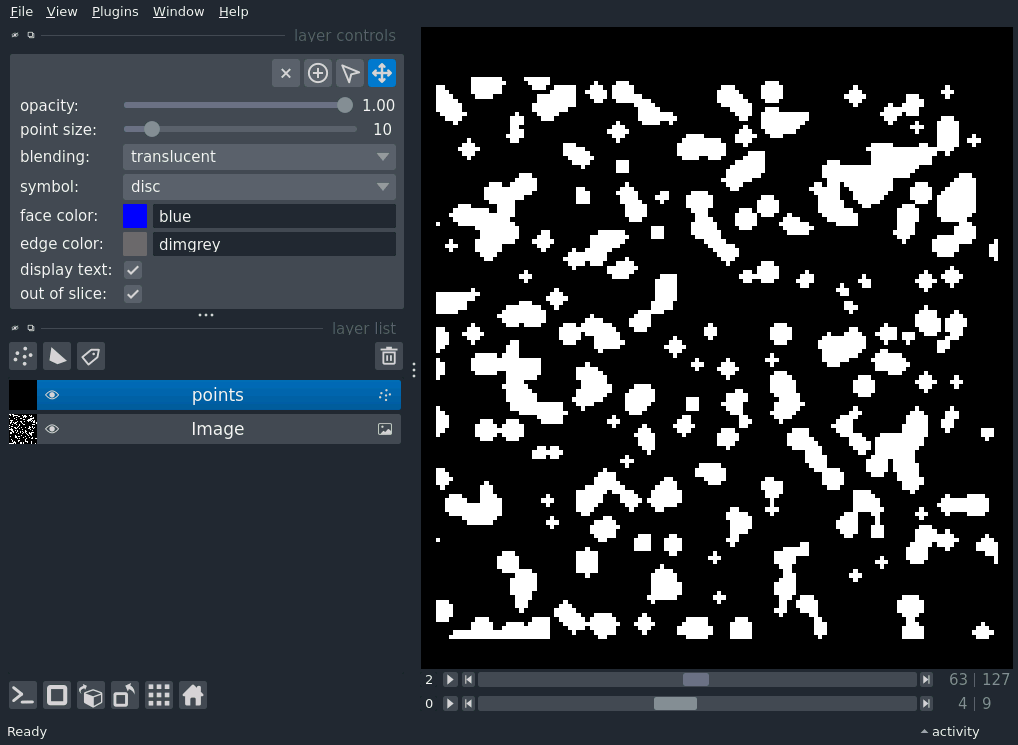 File View Plugins Window Help
layer controls
opacity: 1.00
point size: 10
blending: translucent
symbol: disc
face color: blue
edge color: dimgrey
display text:
out of slice:
layer list
points
Image
2 63 | 127
0 4 | 9
Ready activity